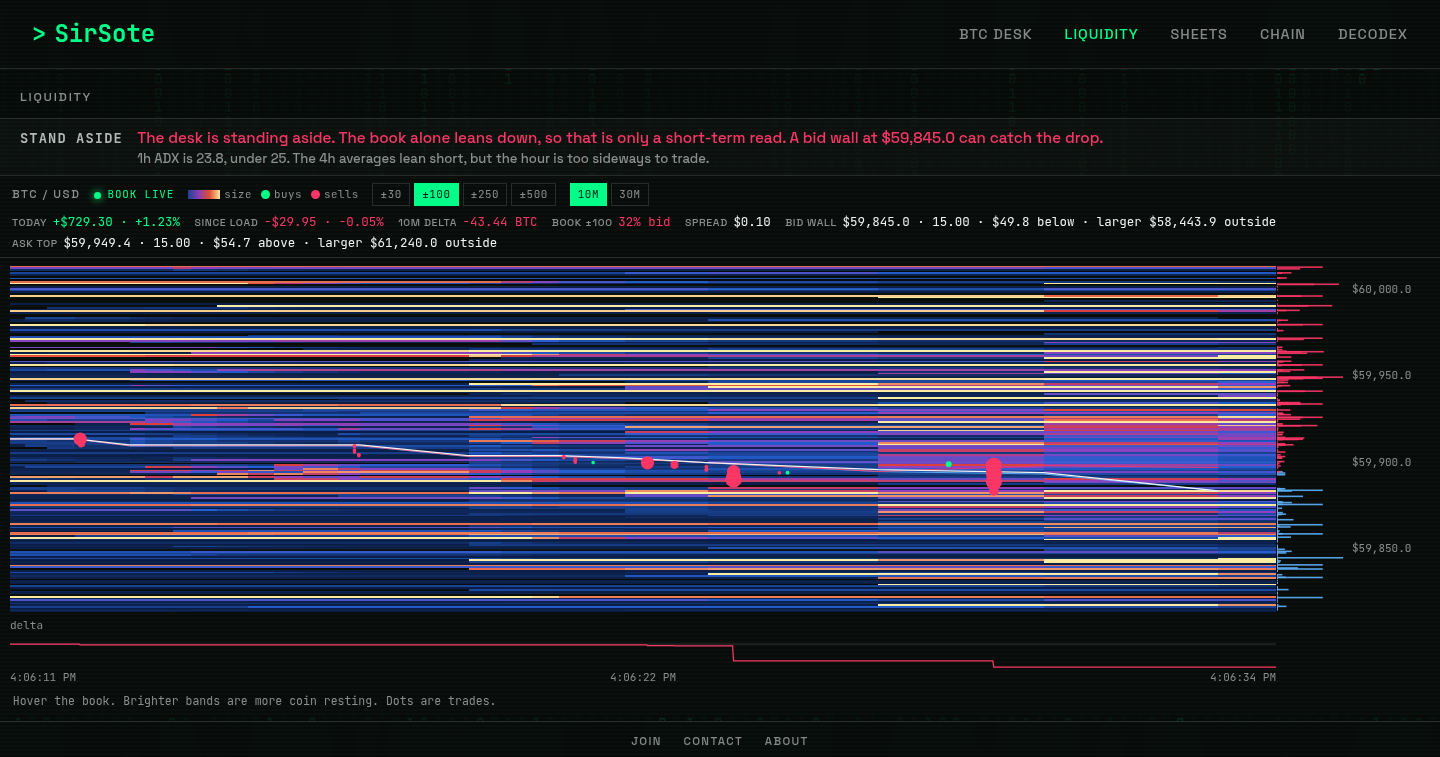 > SirSote
BTC DESK LIQUIDITY SHEETS CHAIN DECODEX
LIQUIDITY
STAND ASIDE The desk is standing aside. The book alone leans down, so that is only a short-term read. A bid wall at $59,845.0 can catch the drop.
1h ADX is 23.8, under 25. The 4h averages lean short, but the hour is too sideways to trade.
BTC / USD BOOK LIVE size buys sells ±30 ±100 ±250 ±500 10M 30M
TODAY +$729.30 · +1.23% SINCE LOAD -$29.95 · -0.05% 10M DELTA -43.44 BTC BOOK ±100 32% bid SPREAD $0.10 BID WALL $59,845.0 · 15.00 · $49.8 below · larger $58,443.9 outside
ASK TOP $59,949.4 · 15.00 · $54.7 above · larger $61,240.0 outside
$60,000.0
$59,950.0
$59,900.0
$59,850.0
delta
4:06:11 PM 4:06:22 PM 4:06:34 PM
Hover the book. Brighter bands are more coin resting. Dots are trades.
JOIN CONTACT ABOUT